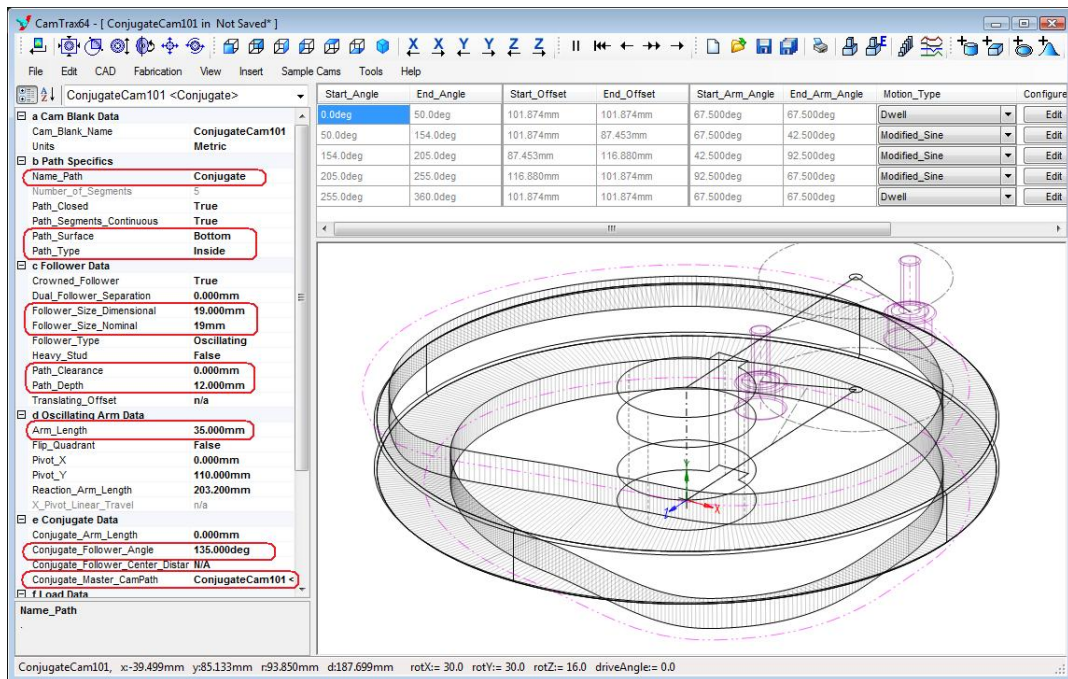 CamTrax64 - [ ConjugateCam101 in Not Saved* ]
File Edit CAD Fabrication View Insert Sample Cams Tools Help
ConjugateCam101 <Conjugate>
a Cam Blank Data
Cam_Blank_Name ConjugateCam101
Units Metric
b Path Specifics
Name_Path Conjugate
Number_of_Segments 5
Path_Closed True
Path_Segments_Continuous True
Path_Surface Bottom
Path_Type Inside
c Follower Data
Crowned_Follower True
Dual_Follower_Separation 0.000mm
Follower_Size_Dimensional 19.000mm
Follower_Size_Nominal 19mm
Follower_Type Oscillating
Heavy_Stud False
Path_Clearance 0.000mm
Path_Depth 12.000mm
Translating_Offset n/a
d Oscillating Arm Data
Arm_Length 35.000mm
Flip_Quadrant False
Pivot_X 0.000mm
Pivot_Y 110.000mm
Reaction_Arm_Length 203.200mm
X_Pivot_Linear_Travel n/a
e Conjugate Data
Conjugate_Arm_Length 0.000mm
Conjugate_Follower_Angle 135.000deg
Conjugate_Follower_Center_Distar N/A
Conjugate_Master_CamPath ConjugateCam101 <
f Load Data
Name_Path
.
Start_Angle End_Angle Start_Offset End_Offset Start_Arm_Angle End_Arm_Angle Motion_Type Configure
0.0deg 50.0deg 101.874mm 101.874mm 67.500deg 67.500deg Dwell Edit
50.0deg 154.0deg 101.874mm 87.453mm 67.500deg 42.500deg Modified_Sine Edit
154.0deg 205.0deg 87.453mm 116.880mm 42.500deg 92.500deg Modified_Sine Edit
205.0deg 255.0deg 116.880mm 101.874mm 92.500deg 67.500deg Modified_Sine Edit
255.0deg 360.0deg 101.874mm 101.874mm 67.500deg 67.500deg Dwell Edit
Y
Z X
ConjugateCam101, x:-39.499mm y:85.133mm r:93.850mm d:187.699mm rotX:= 30.0 rotY:= 30.0 rotZ:= 16.0 driveAngle:= 0.0